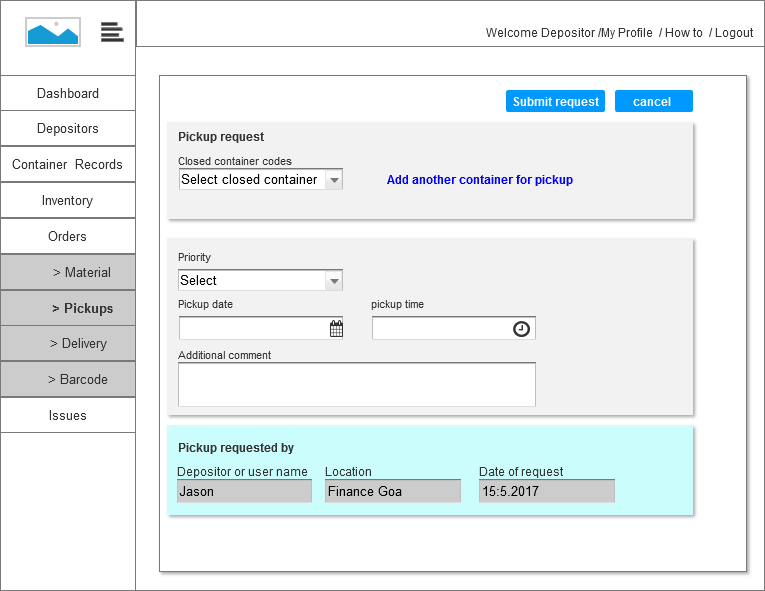 Welcome Depositor /My Profile / How to / Logout
Dashboard
Depositors
Container Records
Inventory
Orders
> Material
> Pickups
> Delivery
> Barcode
Issues
Submit request
cancel
Pickup request
Closed container codes
Select closed container
Add another container for pickup
Priority
Select
Pickup date
pickup time
Additional comment
Pickup requested by
Depositor or user name
Location
Date of request
Jason
Finance Goa
15:5.2017